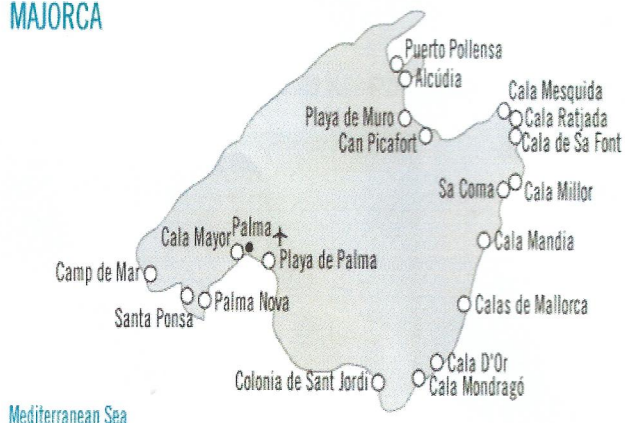 MAJORCA
Puerto Pollensa
Alcúdia
Cala Mesquida
Playa de Muro
Cala Ratjada
Can Picafort
Cala de Sa Font
Sa Coma
Cala Millor
Palma
Cala Mayor
Cala Mandia
Playa de Palma
Camp de Mar
Palma Nova
Calas de Mallorca
Santa Ponsa
Cala D'Or
Colonia de Sant Jordi
Cala Mondragó
Mediterranean Sea